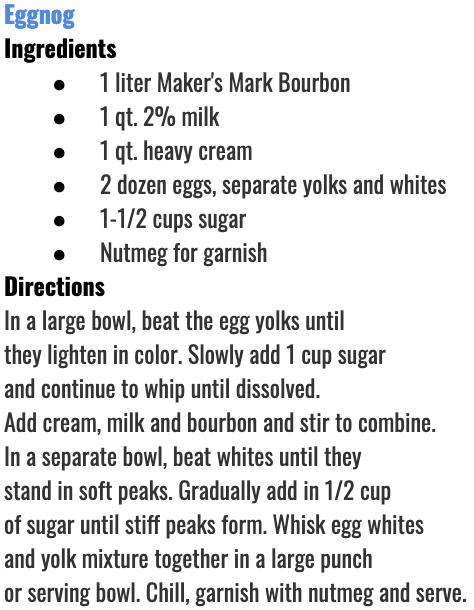 Eggnog
Ingredients
● 1 liter Maker's Mark Bourbon
● 1 qt. 2% milk
● 1 qt. heavy cream
● 2 dozen eggs, separate yolks and whites
● 1-1/2 cups sugar
● Nutmeg for garnish
Directions
In a large bowl, beat the egg yolks until
they lighten in color. Slowly add 1 cup sugar
and continue to whip until dissolved.
Add cream, milk and bourbon and stir to combine.
In a separate bowl, beat whites until they
stand in soft peaks. Gradually add in 1/2 cup
of sugar until stiff peaks form. Whisk egg whites
and yolk mixture together in a large punch
or serving bowl. Chill, garnish with nutmeg and serve.